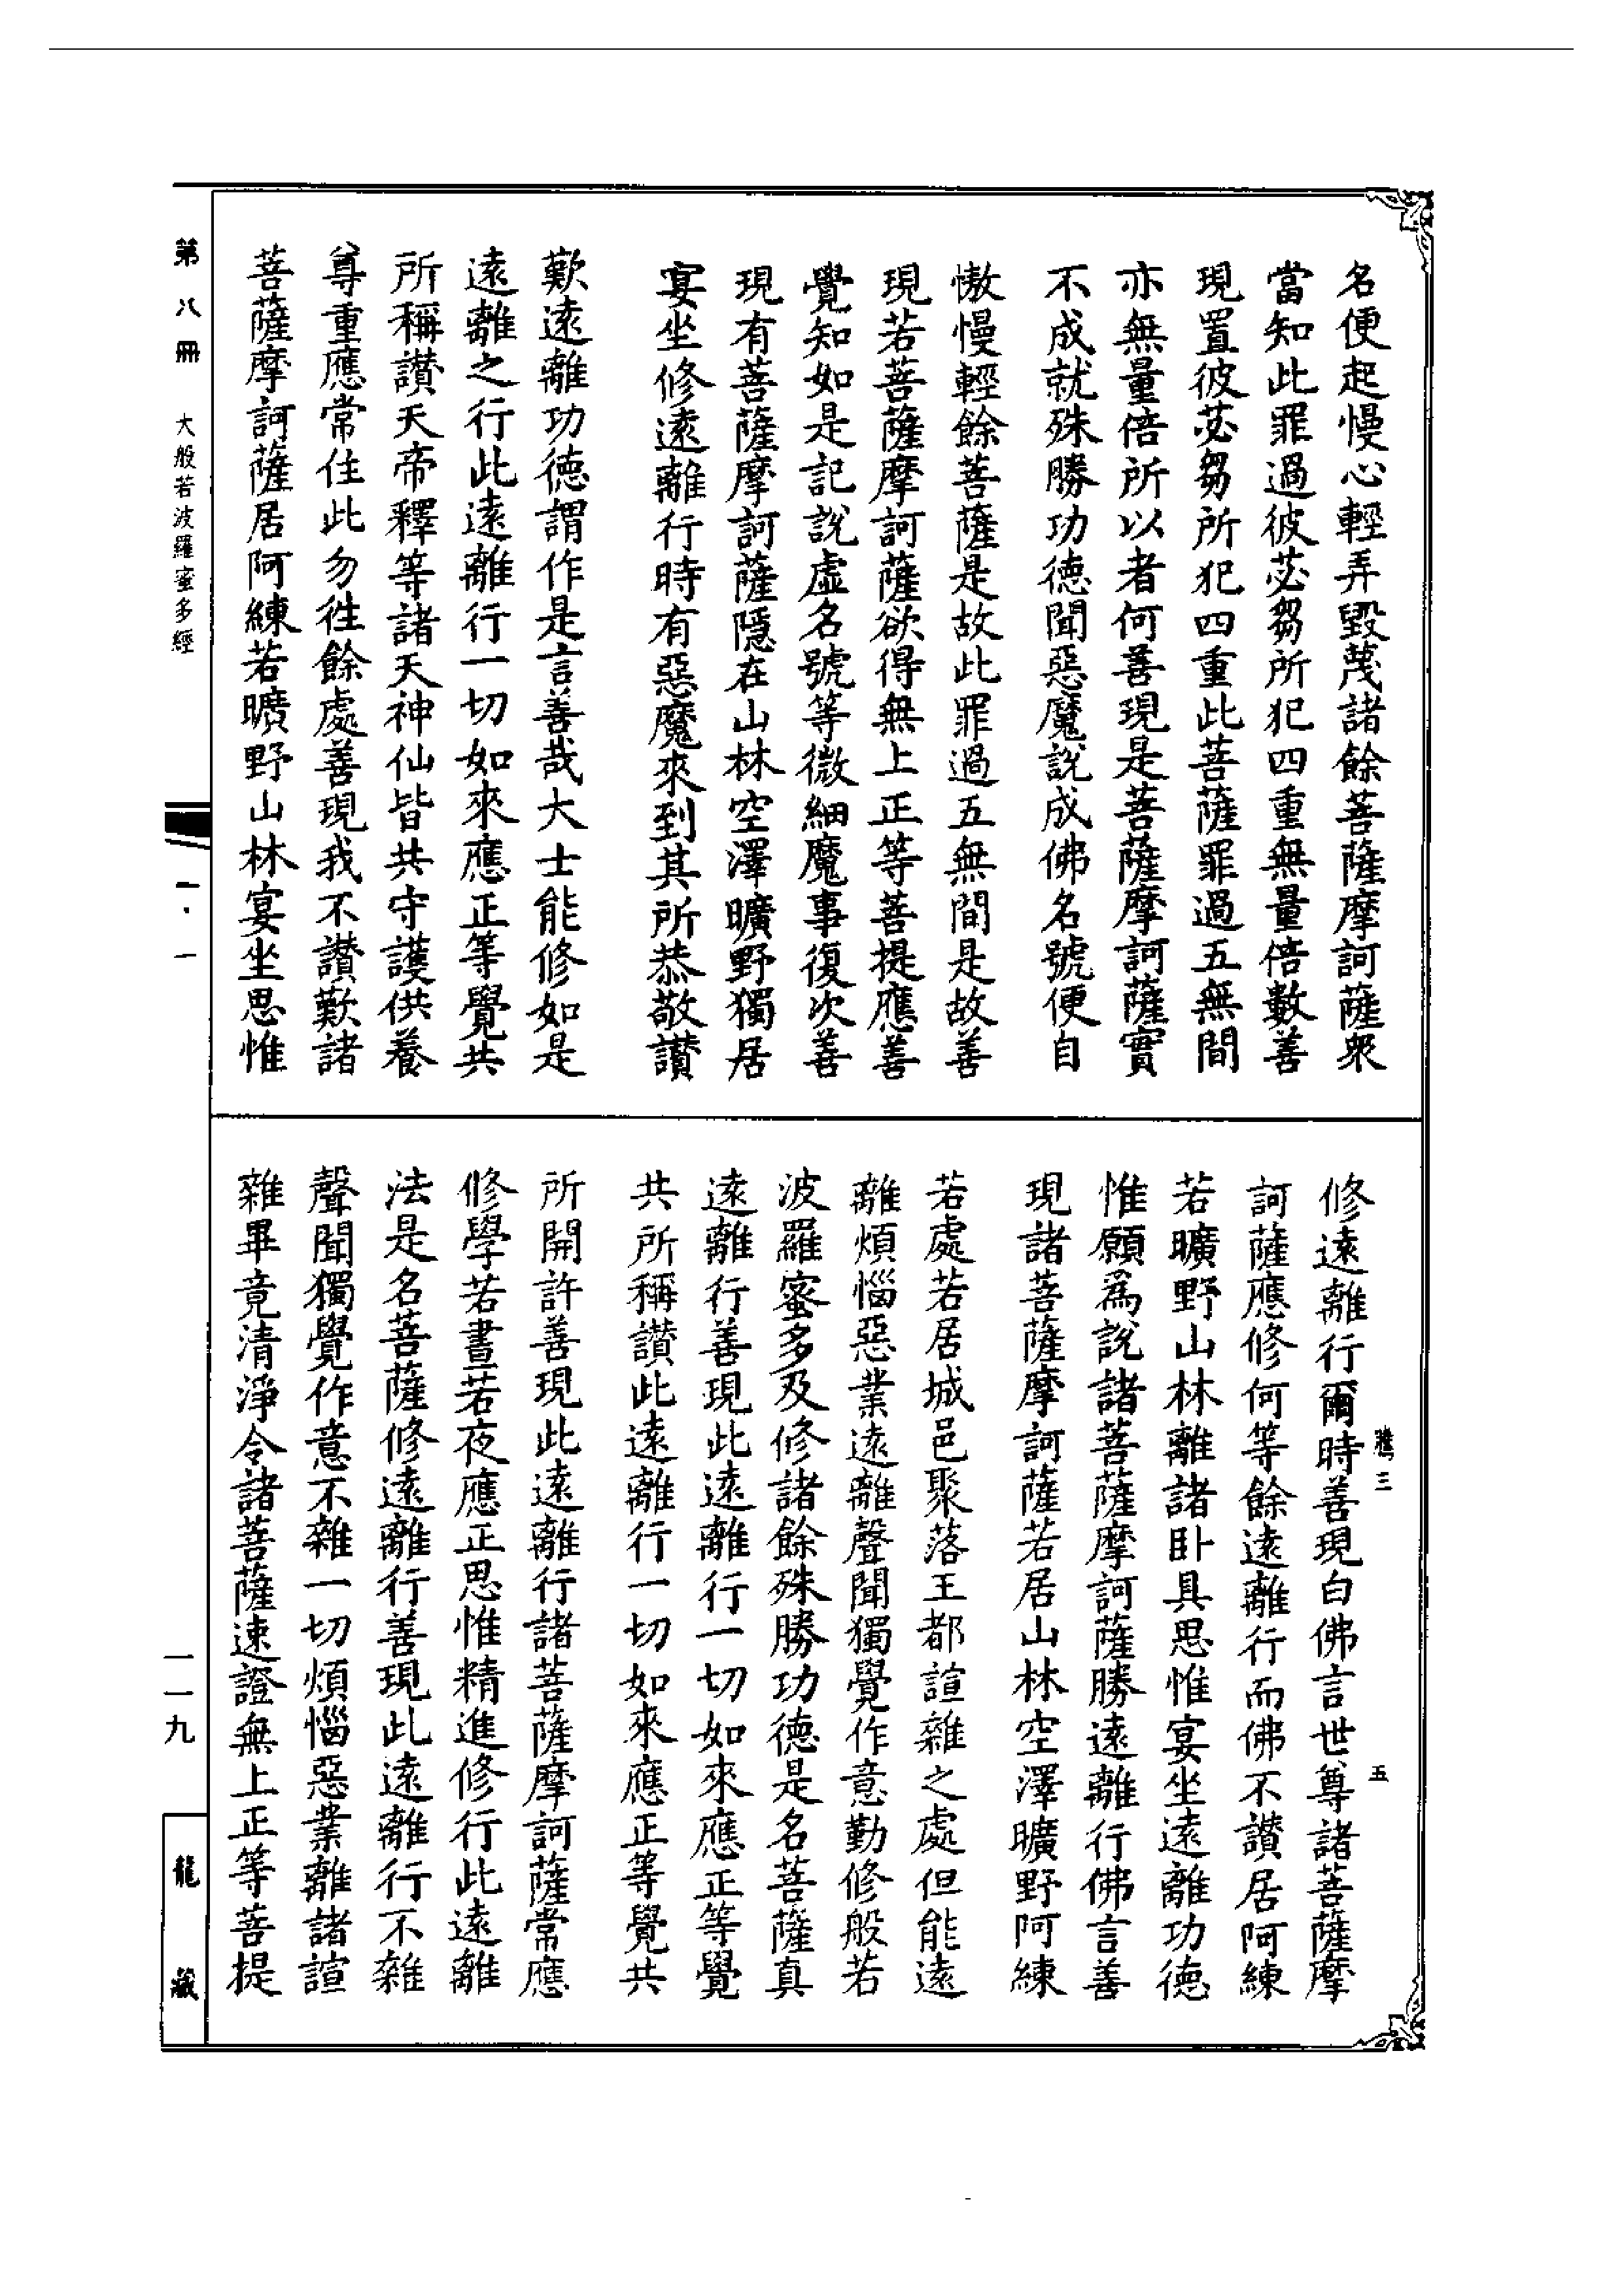 名便起慢心輕弄毀蔑諸餘菩薩摩訶薩衆
當知此罪過彼苾芻所犯四重無量倍數善
現置彼苾芻所犯四重此菩薩罪過五無間
亦無量倍所以者何善現是菩薩摩訶薩實
不成就殊勝功德聞惡魔說成佛名號便自
憿慢輕餘菩薩是故此罪過五無間是故善
現若菩薩摩訶薩欲得無上正等菩提應善
覺知如是記說虛名號等微細魔事復次善
現有菩薩摩訶薩隱在山林空澤曠野獨居
宴坐修遠離行時有惡魔來到其所恭敬讃
歎遠離功德謂作是言善哉大士能修如是
遠離之行此遠離行一切如來應正等覺共
所稱讃天帝釋等諸天神仙皆共守護供養
尊重應常住此勿徃餘處善現我不讃歎諸
菩薩摩訶薩居阿練若曠野山林宴坐思惟
修遠離行爾時善現白佛言世尊諸菩薩摩
訶薩應修何等餘遠離行而佛不讃居阿練
若曠野山林離諸卧具思惟宴坐遠離功德
惟願爲說諸菩薩摩訶薩勝遠離行佛言善
現諸菩薩摩訶薩若居山林空澤曠野阿練
若處若居城邑聚落王都諠雜之處但能遠
離煩惱惡業遠離聲聞獨覺作意勤修般若
波羅蜜多及修諸餘殊勝功德是名菩薩真
遠離行善現此遠離行一切如來應正等覺
共所稱讃此遠離行一切如來應正等覺共
所開許善現此遠離行諸菩薩摩訶薩常應
修學若晝若夜應正思惟精進修行此遠離
法是名菩薩修遠離行善現此遠離行不雜
聲聞獨覺作意不雜一切煩惱惡業離諸諠
雜畢竟清淨令諸菩薩速證無上正等菩提
騰三
五
第八冊 大般若波羅蜜多經
一·一
一一九
龍藏